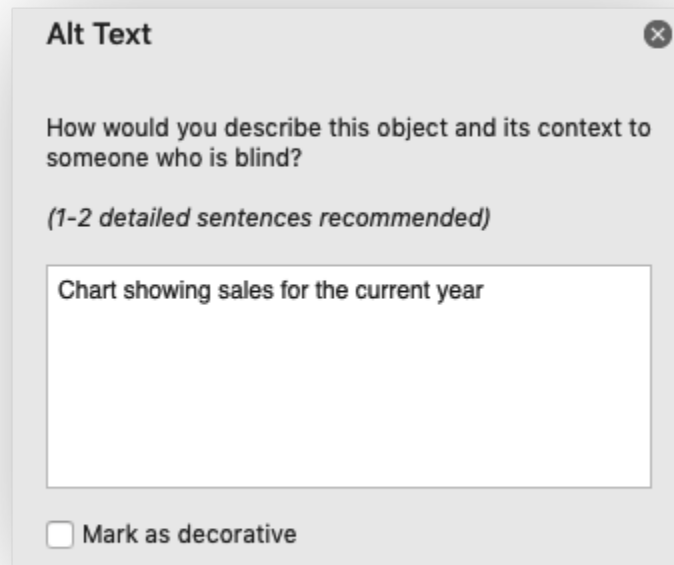 Alt Text
How would you describe this object and its context to
someone who is blind?
(1-2 detailed sentences recommended)
Chart showing sales for the current year
Mark as decorative